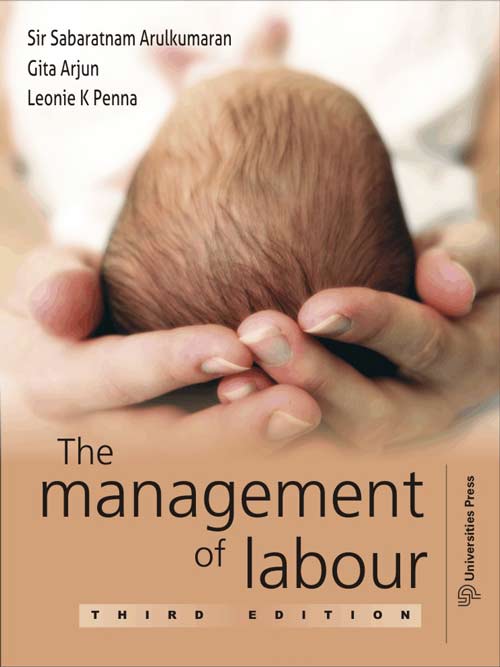 Sir Sabaratnam Arulkumaran
Gita Arjun
Leonie K Penna
The
management
of labour
THIRD EDITION
Universities Press